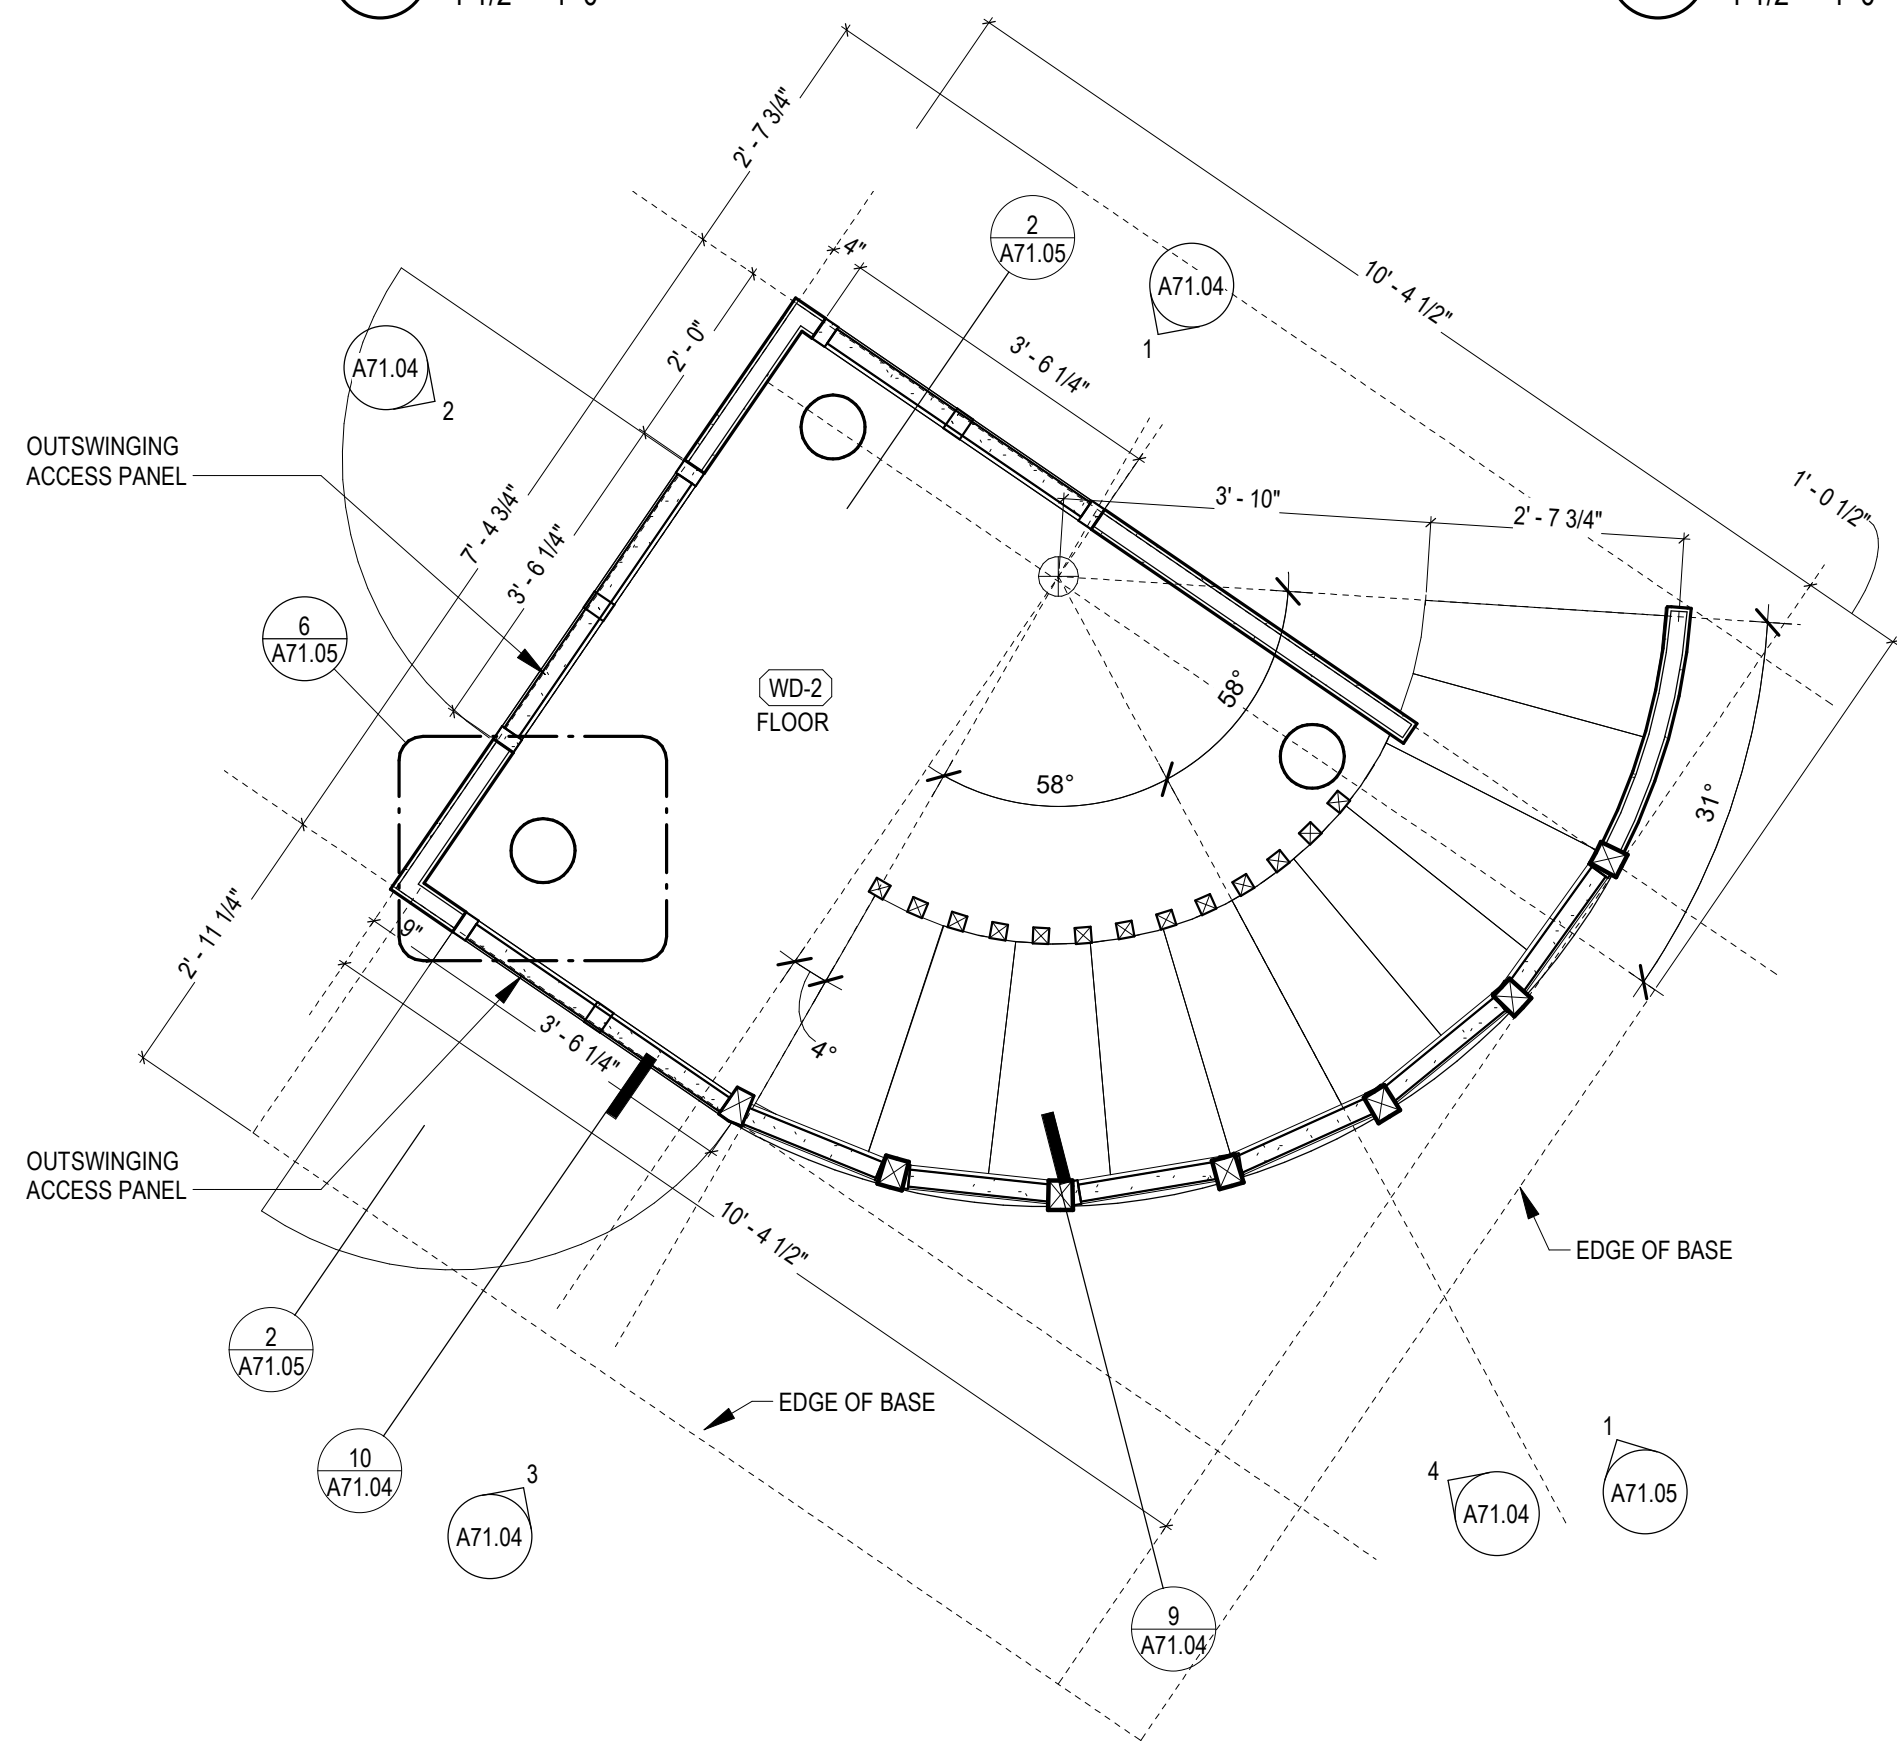 2' - 7 3/4"
10' - 4 1/2"
2
A71.05
A71.04
1
4"
2' - 0"
3' - 6 1/4"
A71.04
2
OUTSWINGING
ACCESS PANEL
1' - 0 1/2"
3' - 10"
2' - 7 3/4"
7' - 4 3/4"
3' - 6 1/4"
6
A71.05
WD-2
FLOOR
58°
58°
31°
9"
2' - 11 1/4"
3' - 6 1/4"
4°
OUTSWINGING
ACCESS PANEL
10' - 4 1/2"
EDGE OF BASE
2
A71.05
EDGE OF BASE
10
A71.04
3
A71.04
4
A71.04
1
A71.05
9
A71.04